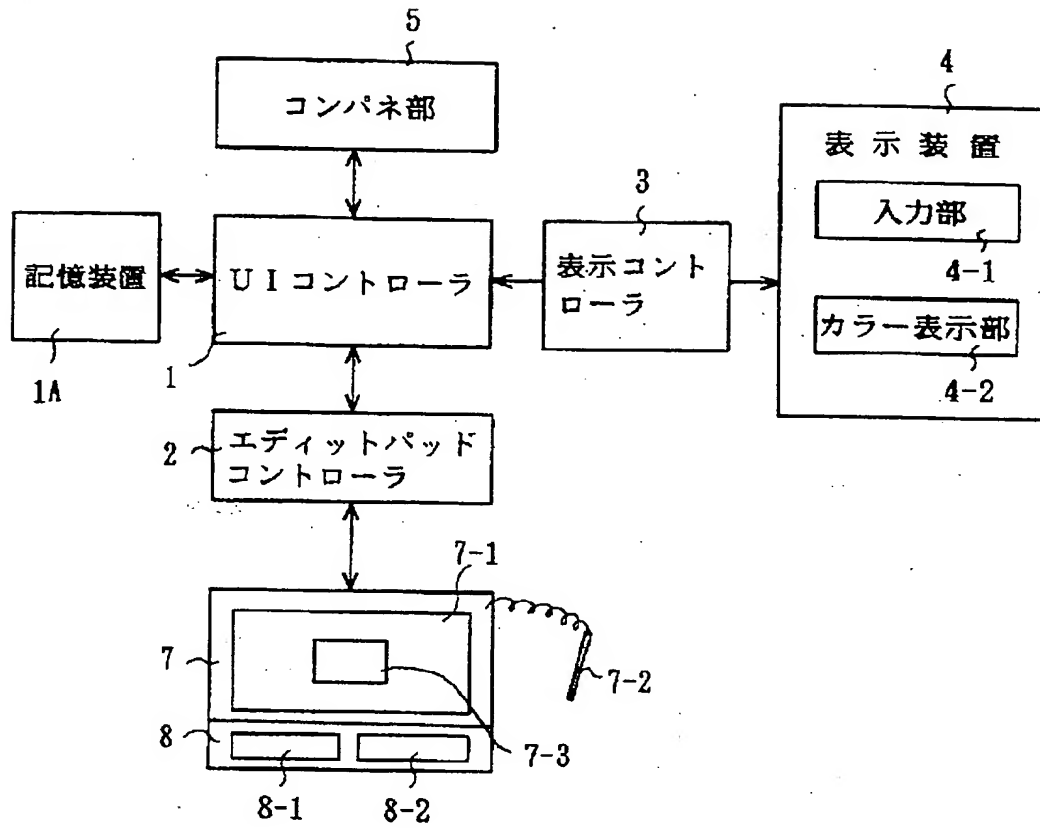 5
コンパネ部
4
表示装置
入力部
4-1
カラー表示部
4-2
3
表示コント
ローラ
記憶装置
1A
UIコントローラ
1
2
エディットパッド
コントローラ
7-1
7
7-2
7-3
8
8-1
8-2